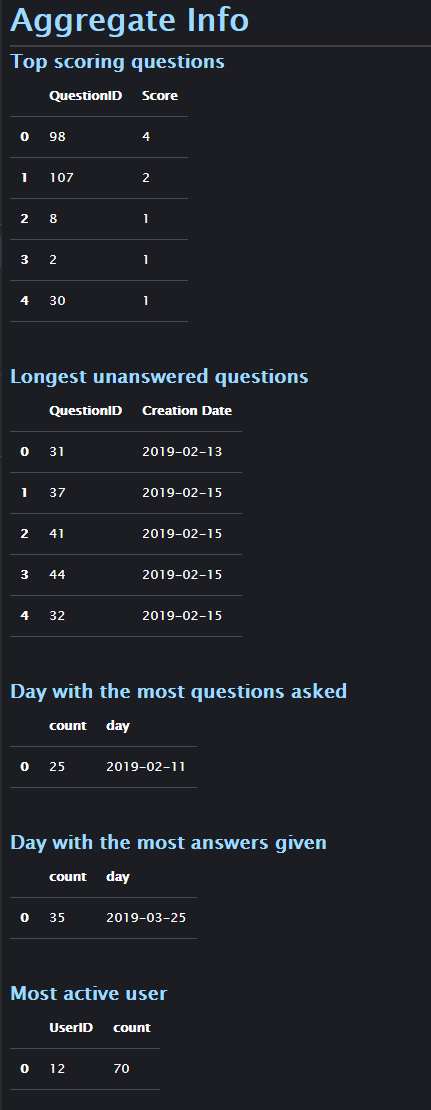 Aggregate Info
Top scoring questions
QuestionID Score
0 98 4
1 107 2
2 8 1
3 2 1
4 30 1
Longest unanswered questions
QuestionID Creation Date
0 31 2019-02-13
1 37 2019-02-15
2 41 2019-02-15
3 44 2019-02-15
4 32 2019-02-15
Day with the most questions asked
count day
0 25 2019-02-11
Day with the most answers given
count day
0 35 2019-03-25
Most active user
UserID count
0 12 70